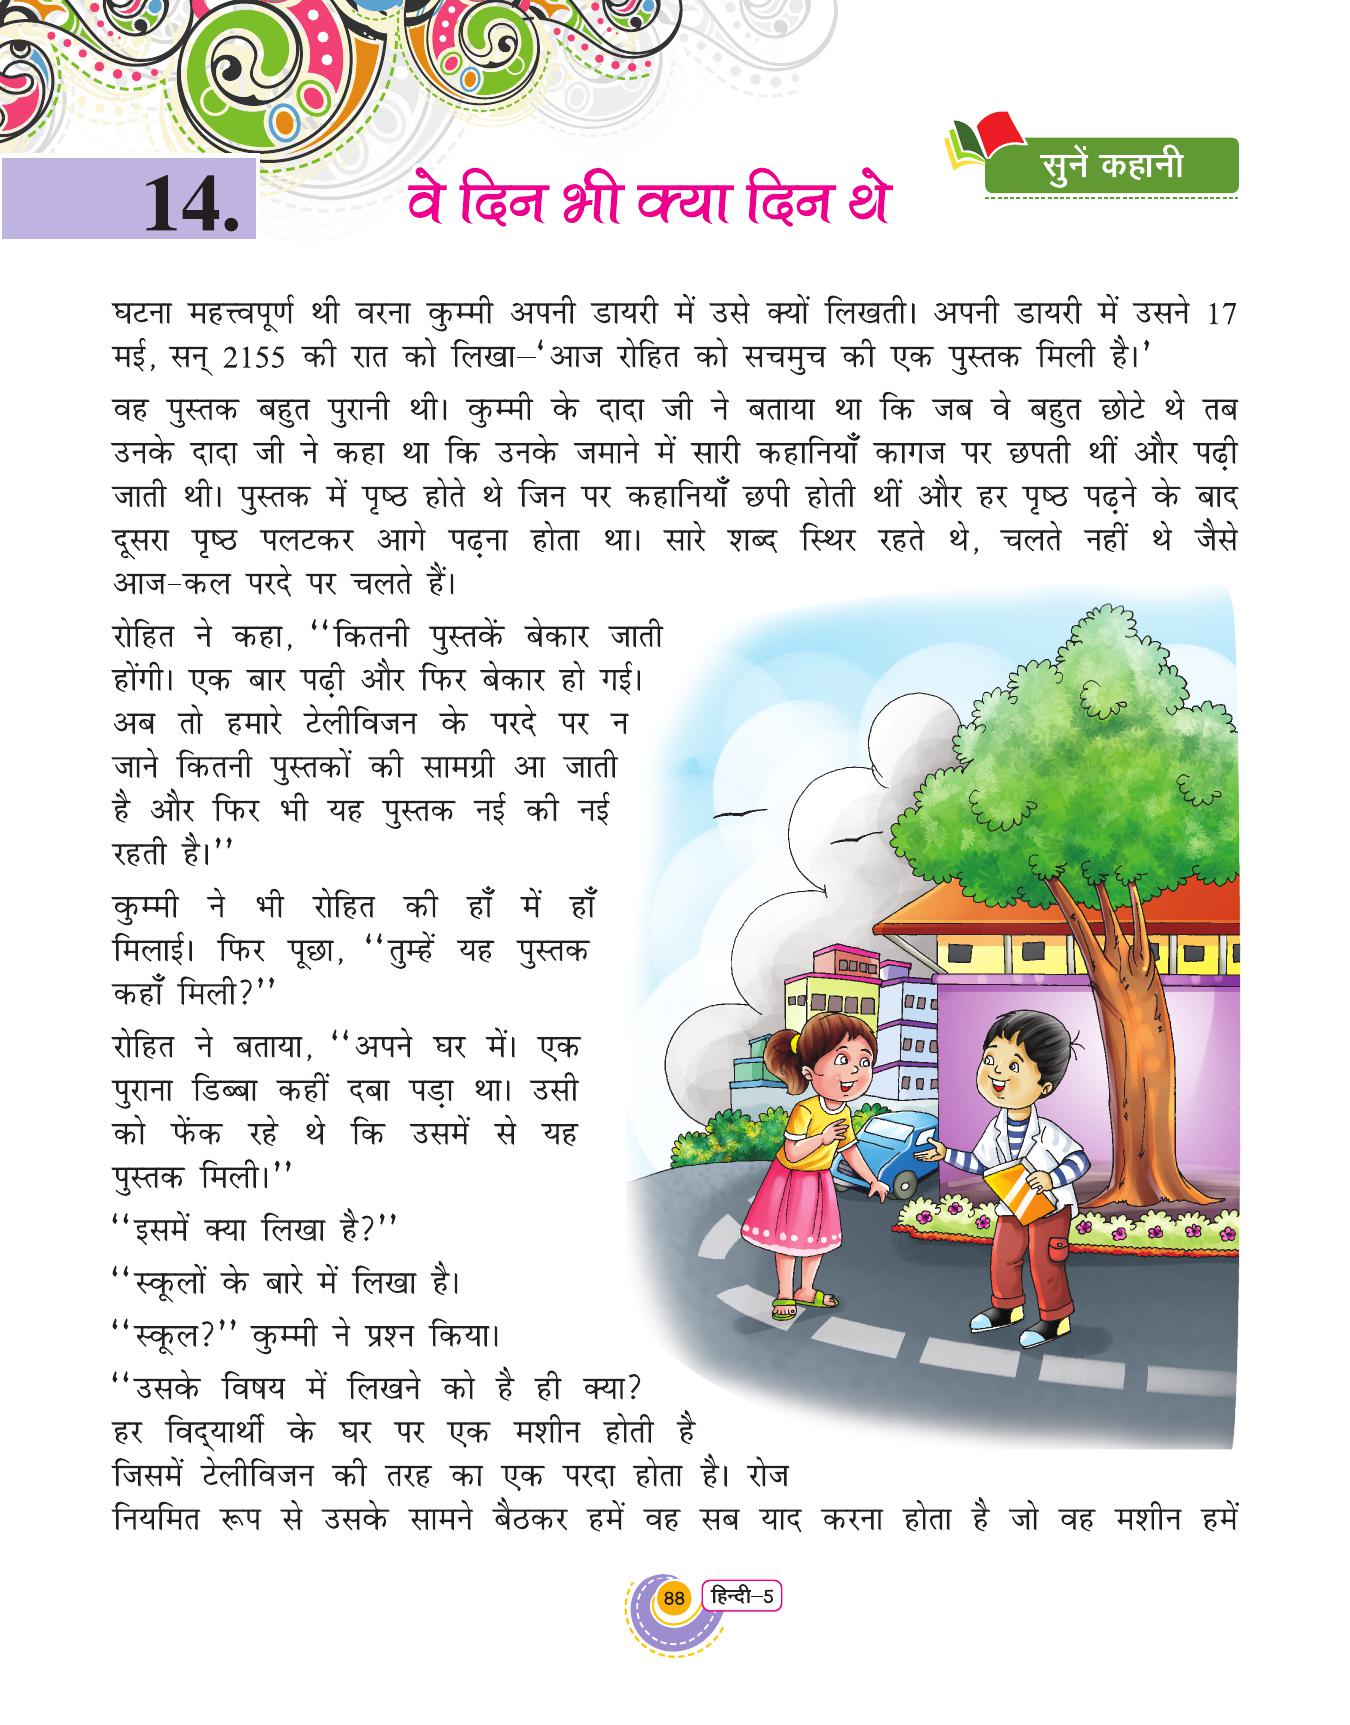 सुनें कहानी
14.
वे दिन भी क्या दिन थे
घटना महत्त्वपूर्ण थी वरना कुम्मी अपनी डायरी में उसे क्यों लिखती। अपनी डायरी में उसने 17
मई, सन् 2155 की रात को लिखा–‘आज रोहित को सचमुच की एक पुस्तक मिली है।’
वह पुस्तक बहुत पुरानी थी। कुम्मी के दादा जी ने बताया था कि जब वे बहुत छोटे थे तब
उनके दादा जी ने कहा था कि उनके जमाने में सारी कहानियाँ कागज पर छपती थीं और पढ़ी
जाती थी। पुस्तक में पृष्ठ होते थे जिन पर कहानियाँ छपी होती थीं और हर पृष्ठ पढ़ने के बाद
दूसरा पृष्ठ पलटकर आगे पढ़ना होता था। सारे शब्द स्थिर रहते थे, चलते नहीं थे जैसे
आज-कल परदे पर चलते हैं।
रोहित ने कहा, ‘‘कितनी पुस्तकें बेकार जाती
होंगी। एक बार पढ़ी और फिर बेकार हो गई।
अब तो हमारे टेलीविजन के परदे पर न
जाने कितनी पुस्तकों की सामग्री आ जाती
है और फिर भी यह पुस्तक नई की नई
रहती है।’’
कुम्मी ने भी रोहित की हाँ में हाँ
मिलाई। फिर पूछा, ‘‘तुम्हें यह पुस्तक
कहाँ मिली?’’
रोहित ने बताया, ‘‘अपने घर में। एक
पुराना डिब्बा कहीं दबा पड़ा था। उसी
को फेंक रहे थे कि उसमें से यह
पुस्तक मिली।’’
‘‘इसमें क्या लिखा है?’’
‘‘स्कूलों के बारे में लिखा है।
‘‘स्कूल?’’ कुम्मी ने प्रश्न किया।
‘‘उसके विषय में लिखने को है ही क्या?
हर विद्‌यार्थी के घर पर एक मशीन होती है
जिसमें टेलीविजन की तरह का एक परदा होता है। रोज
नियमित रूप से उसके सामने बैठकर हमें वह सब याद करना होता है जो वह मशीन हमें
88 हिन्दी–5